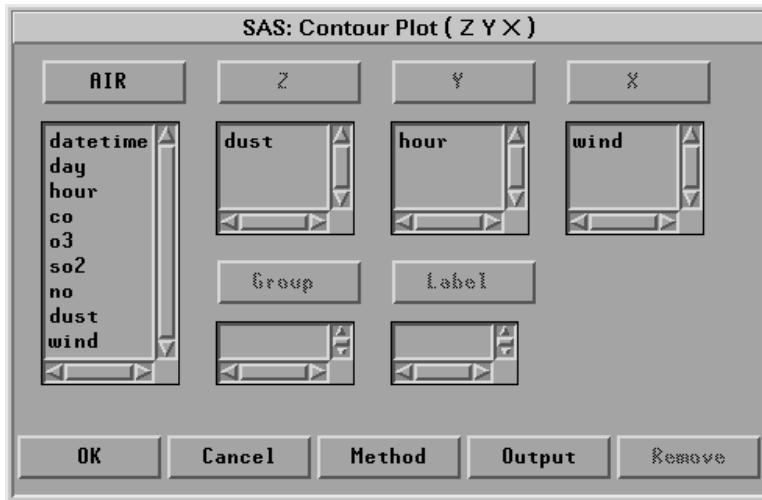 SAS: Contour Plot ( Z Y X )
AIR
Z
Y
X
datetime
day
hour
co
o3
so2
no
dust
wind
dust
hour
wind
Group
Label
OK
Cancel
Method
Output
Remove